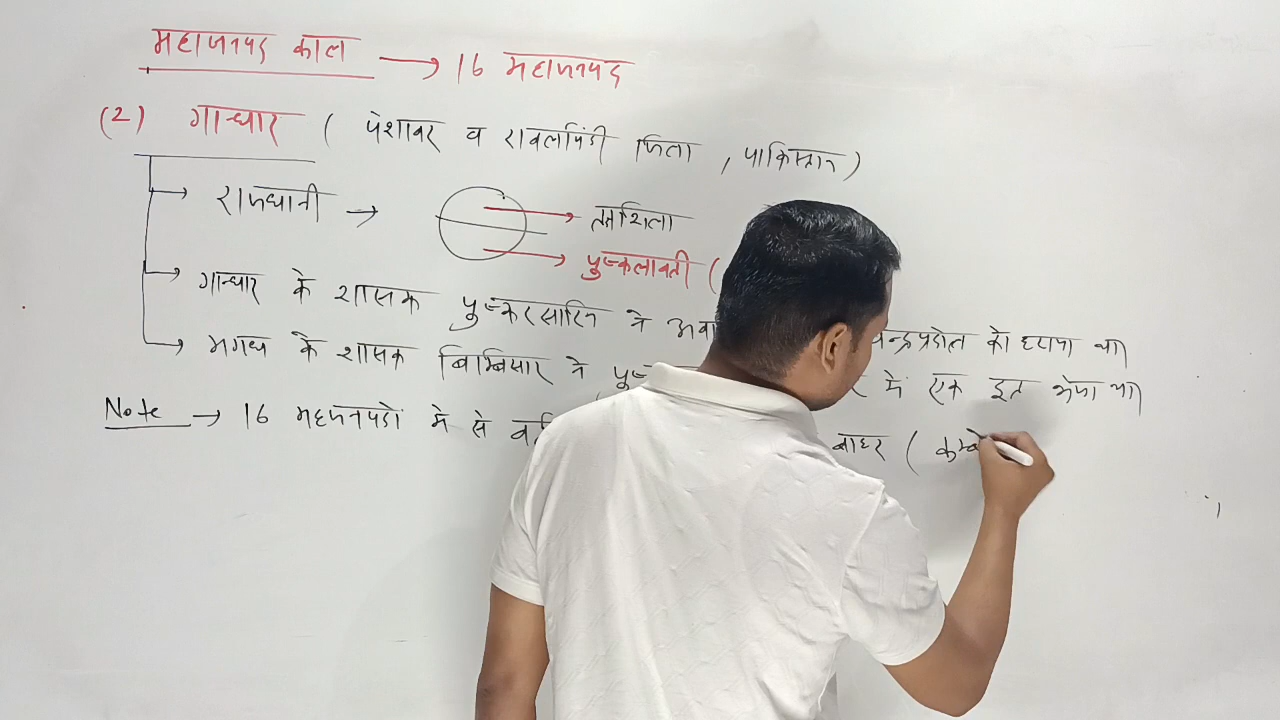 महाजनपद काल → 16 महाजनपद
(2) गान्धार ( पेशावर व रावलपिंडी जिला , पाकिस्तान )
राजधानी → तक्षशिला
पुष्कलावती (
गान्धार के शासक पुष्करसारिन ने अवा चन्द्रप्रद्योत को हराया था।
मगध के शासक बिम्बिसार ने पुष् र में एक दूत भेजा था।
Note → 16 महाजनपदों मे से बाहर ( कम्ब